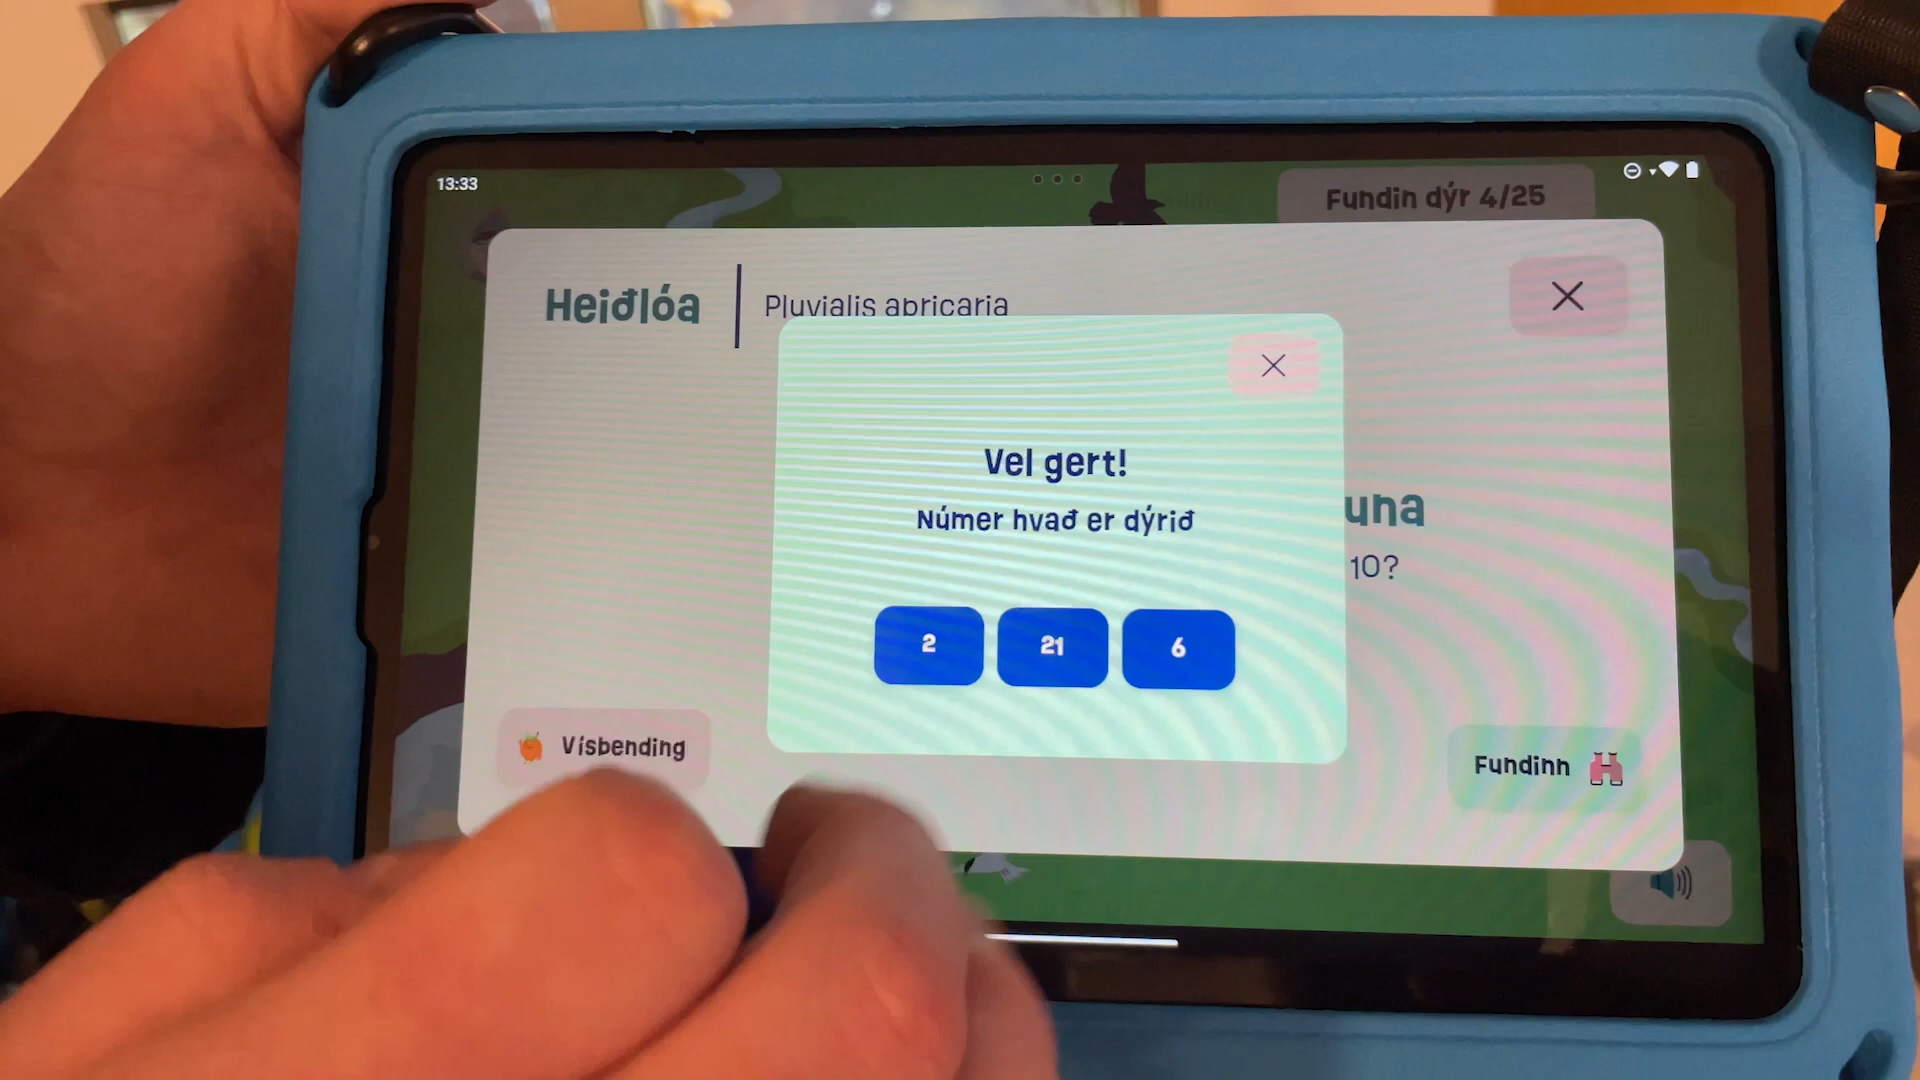 13:33
Fundin dýr 4/25
Heiðlóa
Pluvialis apricaria
Vel gert!
Númer hvað er dýrið
una
10?
2
21
6
Vísbending
Fundinn